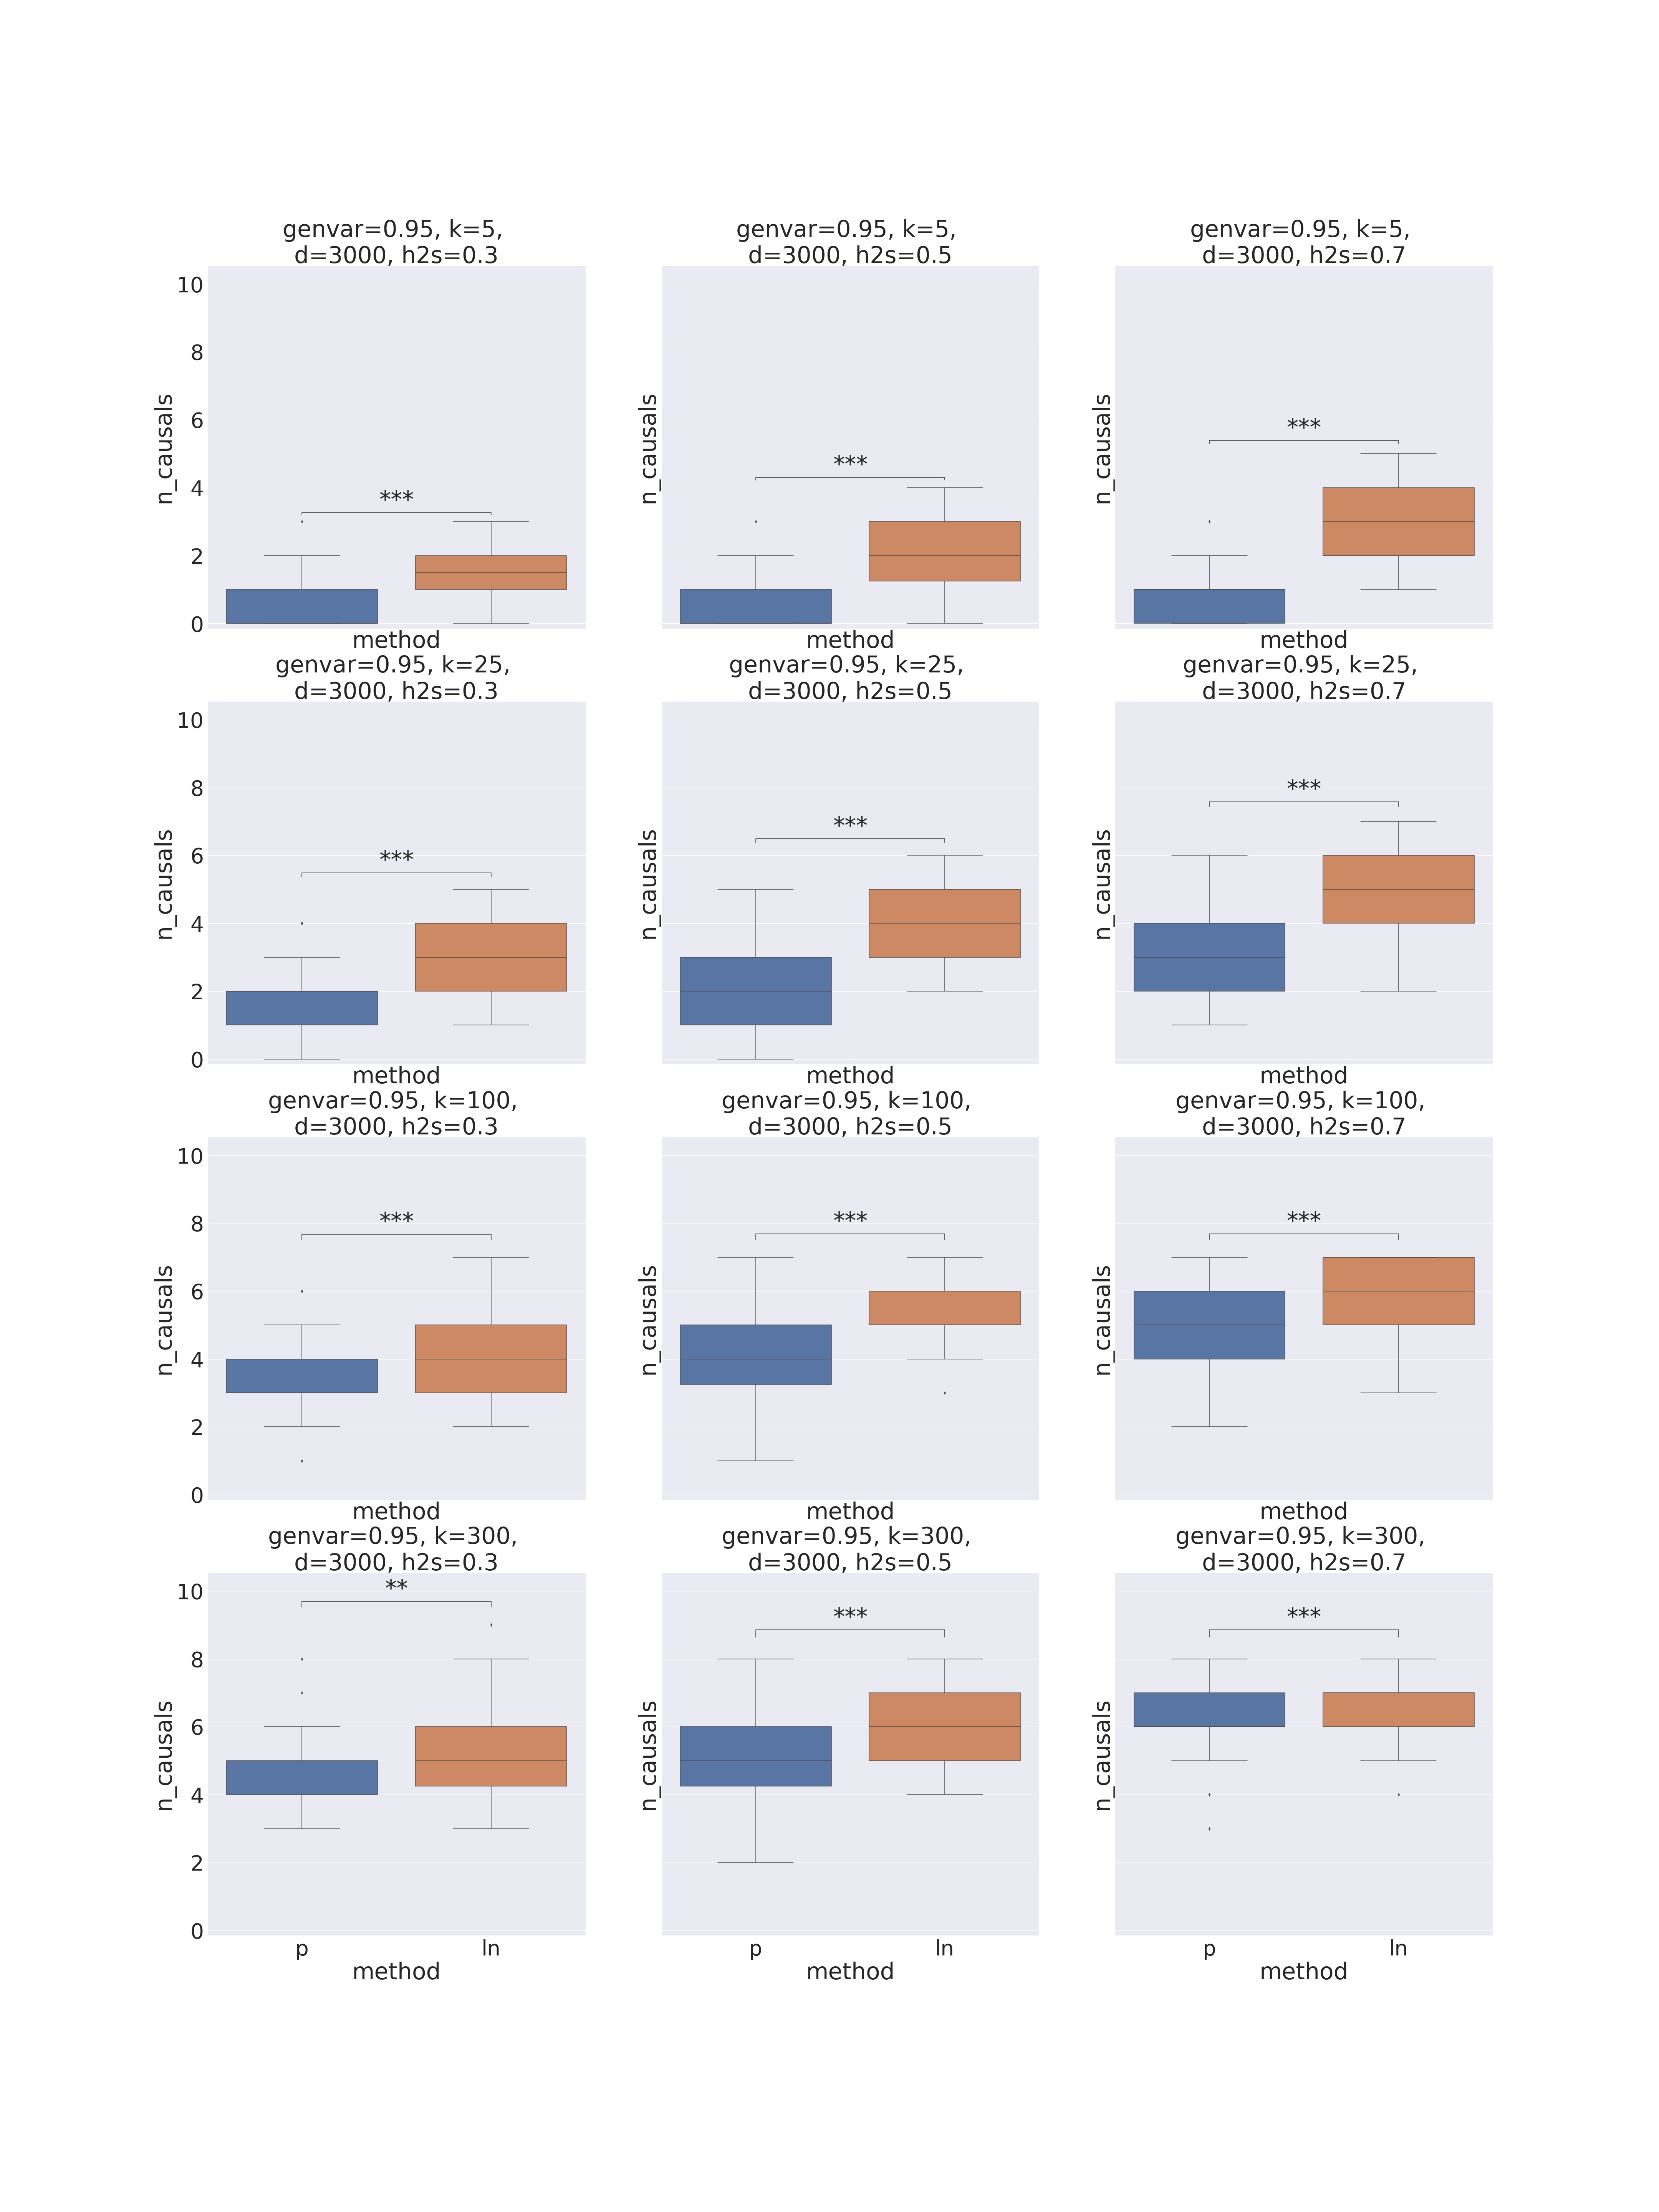 genvar=0.95, k=5,
d=3000, h2s=0.3
10
8
6
4
2
0
n_causals
***
method
genvar=0.95, k=5,
d=3000, h2s=0.5
n_causals
***
method
genvar=0.95, k=5,
d=3000, h2s=0.7
n_causals
***
method
genvar=0.95, k=25,
d=3000, h2s=0.3
10
8
6
4
2
0
n_causals
***
method
genvar=0.95, k=25,
d=3000, h2s=0.5
n_causals
***
method
genvar=0.95, k=25,
d=3000, h2s=0.7
n_causals
***
method
genvar=0.95, k=100,
d=3000, h2s=0.3
10
8
6
4
2
0
n_causals
***
method
genvar=0.95, k=100,
d=3000, h2s=0.5
n_causals
***
method
genvar=0.95, k=100,
d=3000, h2s=0.7
n_causals
***
method
genvar=0.95, k=300,
d=3000, h2s=0.3
10
8
6
4
2
0
n_causals
**
p ln
method
genvar=0.95, k=300,
d=3000, h2s=0.5
n_causals
***
p ln
method
genvar=0.95, k=300,
d=3000, h2s=0.7
n_causals
***
p ln
method